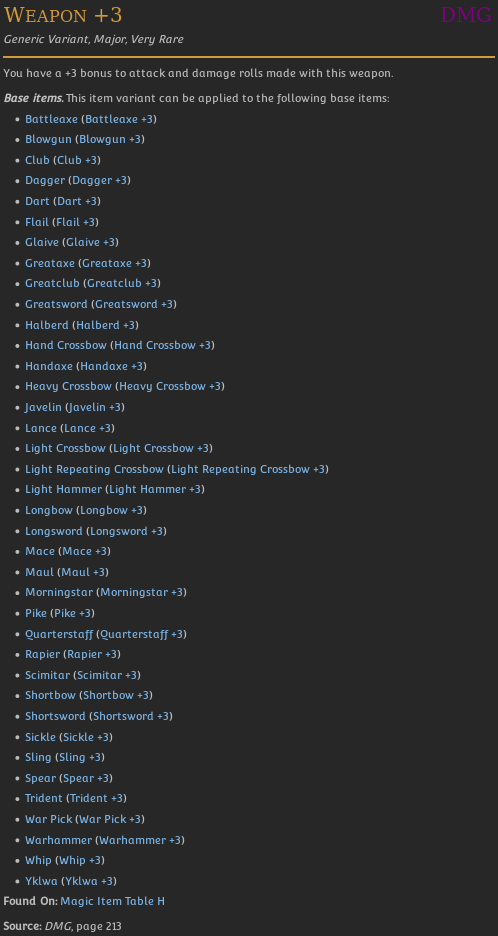 WEAPON +3 DMG
Generic Variant, Major, Very Rare
You have a +3 bonus to attack and damage rolls made with this weapon.
Base items. This item variant can be applied to the following base items:
• Battleaxe (Battleaxe +3)
• Blowgun (Blowgun +3)
• Club (Club +3)
• Dagger (Dagger +3)
• Dart (Dart +3)
• Flail (Flail +3)
• Glaive (Glaive +3)
• Greataxe (Greataxe +3)
• Greatclub (Greatclub +3)
• Greatsword (Greatsword +3)
• Halberd (Halberd +3)
• Hand Crossbow (Hand Crossbow +3)
• Handaxe (Handaxe +3)
• Heavy Crossbow (Heavy Crossbow +3)
• Javelin (Javelin +3)
• Lance (Lance +3)
• Light Crossbow (Light Crossbow +3)
• Light Repeating Crossbow (Light Repeating Crossbow +3)
• Light Hammer (Light Hammer +3)
• Longbow (Longbow +3)
• Longsword (Longsword +3)
• Mace (Mace +3)
• Maul (Maul +3)
• Morningstar (Morningstar +3)
• Pike (Pike +3)
• Quarterstaff (Quarterstaff +3)
• Rapier (Rapier +3)
• Scimitar (Scimitar +3)
• Shortbow (Shortbow +3)
• Shortsword (Shortsword +3)
• Sickle (Sickle +3)
• Sling (Sling +3)
• Spear (Spear +3)
• Trident (Trident +3)
• War Pick (War Pick +3)
• Warhammer (Warhammer +3)
• Whip (Whip +3)
• Yklwa (Yklwa +3)
Found On: Magic Item Table H
Source: DMG, page 213